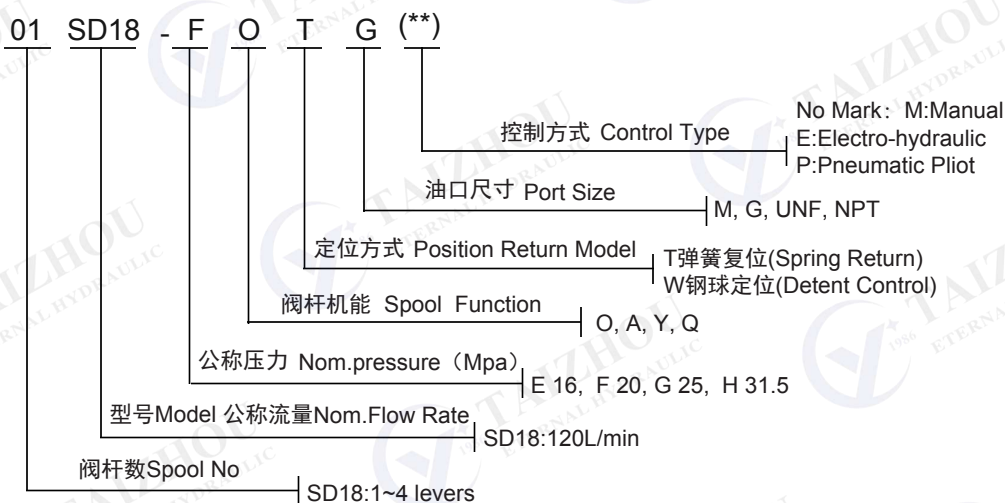 01 SD18 - F O T G (**)
控制方式 Control Type
No Mark: M:Manual
E:Electro-hydraulic
P:Pneumatic Pliot
油口尺寸 Port Size
M, G, UNF, NPT
定位方式 Position Return Model
T弹簧复位(Spring Return)
W钢球定位(Detent Control)
阀杆机能 Spool Function
O, A, Y, Q
公称压力 Nom.pressure（Mpa）
E 16, F 20, G 25, H 31.5
型号Model 公称流量Nom.Flow Rate
SD18:120L/min
阀杆数Spool No
SD18:1~4 levers
TAIZHOU
ETERNAL HYDRAULIC
1986